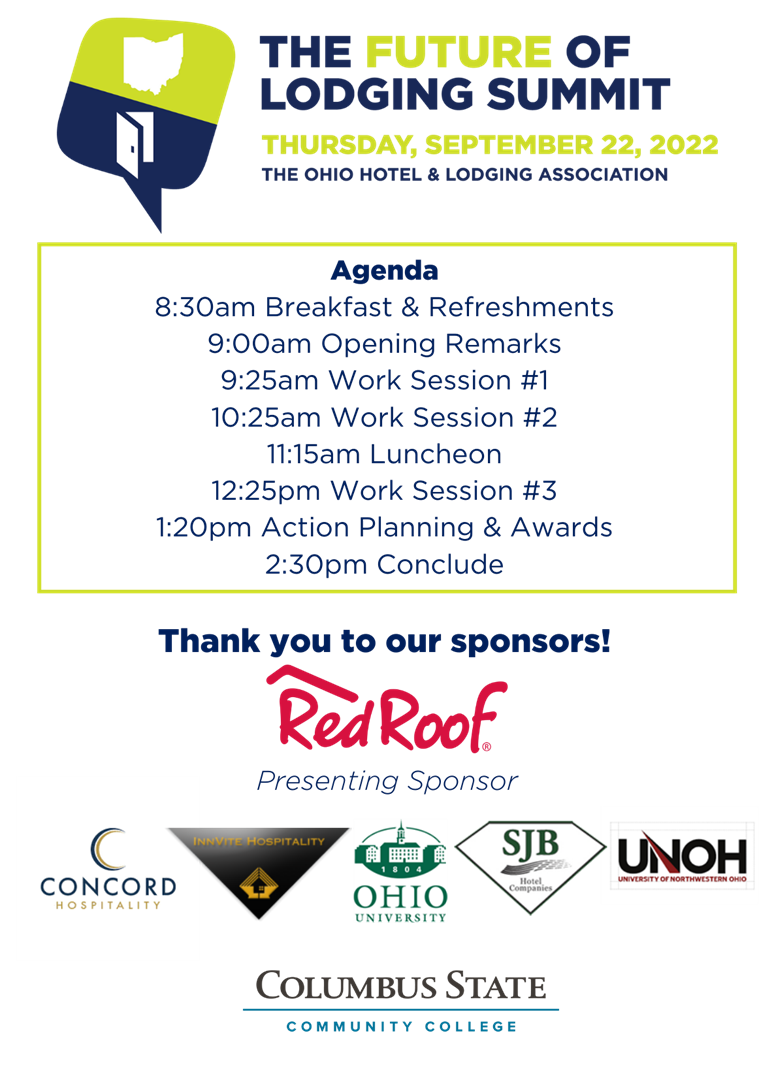 THE FUTURE OF
LODGING SUMMIT
THURSDAY, SEPTEMBER 22, 2022
THE OHIO HOTEL & LODGING ASSOCIATION
Agenda
8:30am Breakfast & Refreshments
9:00am Opening Remarks
9:25am Work Session #1
10:25am Work Session #2
11:15am Luncheon
12:25pm Work Session #3
1:20pm Action Planning & Awards
2:30pm Conclude
Thank you to our sponsors!
Red Roof®
Presenting Sponsor
CONCORD
HOSPITALITY
INNVITE HOSPITALITY
1804
OHIO
UNIVERSITY
SJB
Hotel
Companies
UNOH
UNIVERSITY OF NORTHWESTERN OHIO
COLUMBUS STATE
COMMUNITY COLLEGE